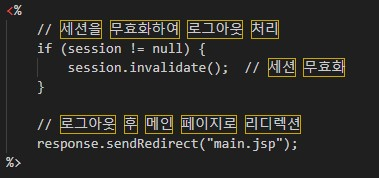 <%
// 세션을 무효화하여 로그아웃 처리
if (session != null) {
session.invalidate(); // 세션 무효화
}
// 로그아웃 후 메인 페이지로 리디렉션
response.sendRedirect("main.jsp");
%>